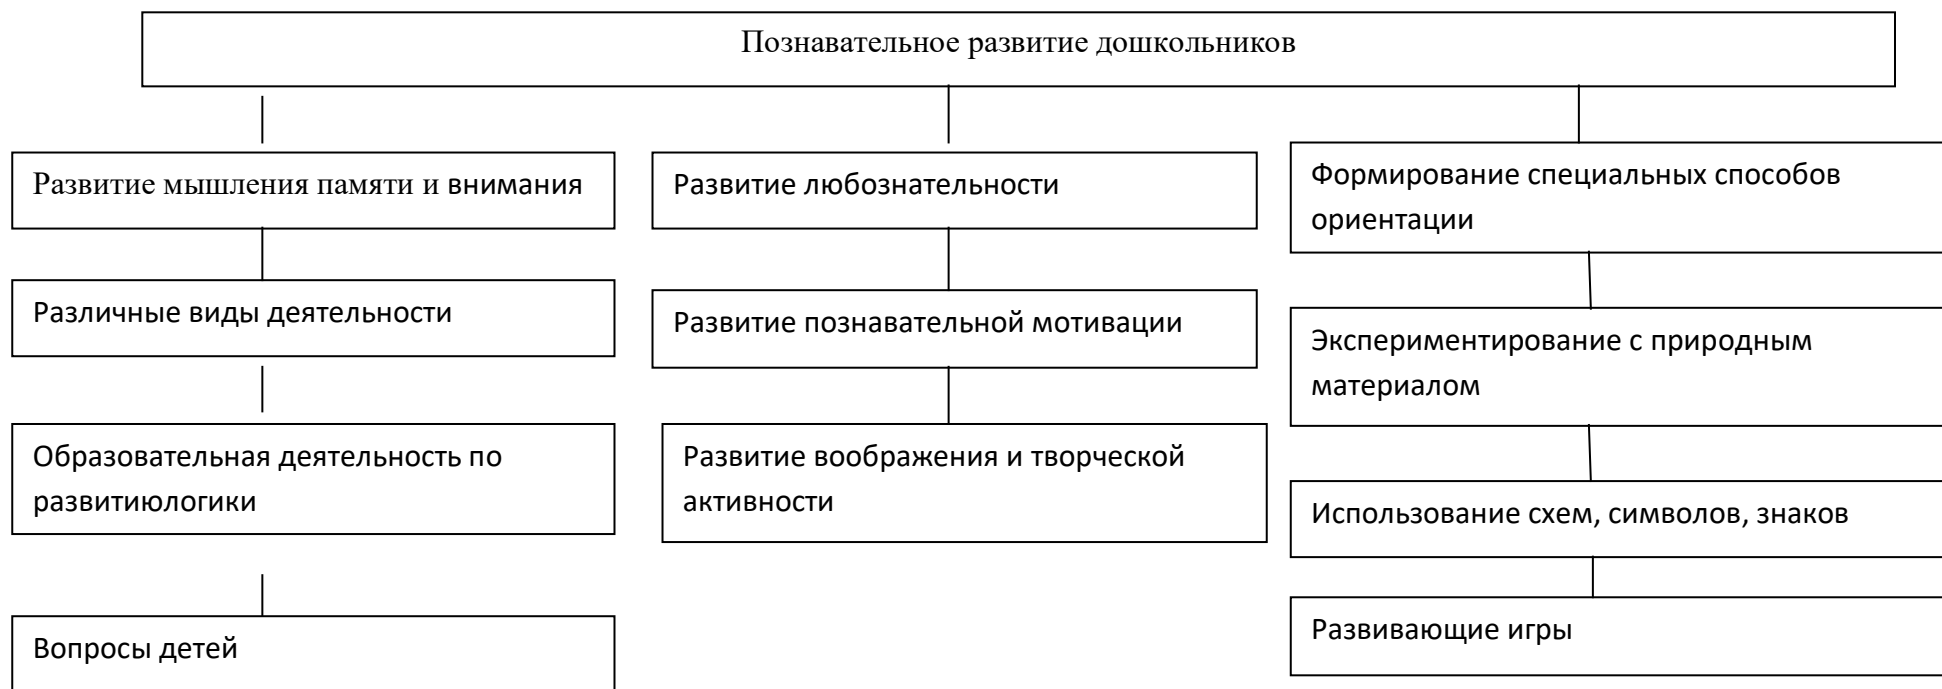 Познавательное развитие дошкольников
Развитие мышления памяти и внимания
Различные виды деятельности
Образовательная деятельность по
развитиюлогики
Вопросы детей
Развитие любознательности
Развитие познавательной мотивации
Развитие воображения и творческой
активности
Формирование специальных способов
ориентации
Экспериментирование с природным
материалом
Использование схем, символов, знаков
Развивающие игры